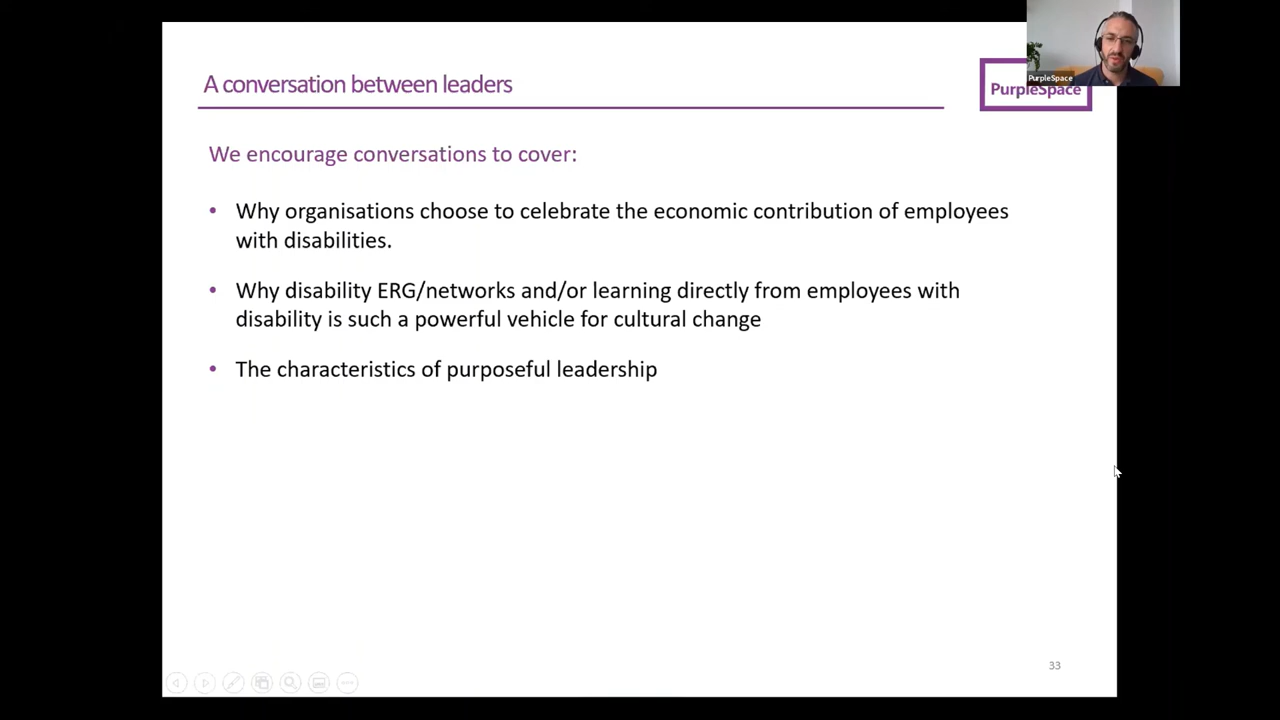 PurpleSpace
A conversation between leaders
PurpleSpace
We encourage conversations to cover:
• Why organisations choose to celebrate the economic contribution of employees
with disabilities.
• Why disability ERG/networks and/or learning directly from employees with
disability is such a powerful vehicle for cultural change
• The characteristics of purposeful leadership
33